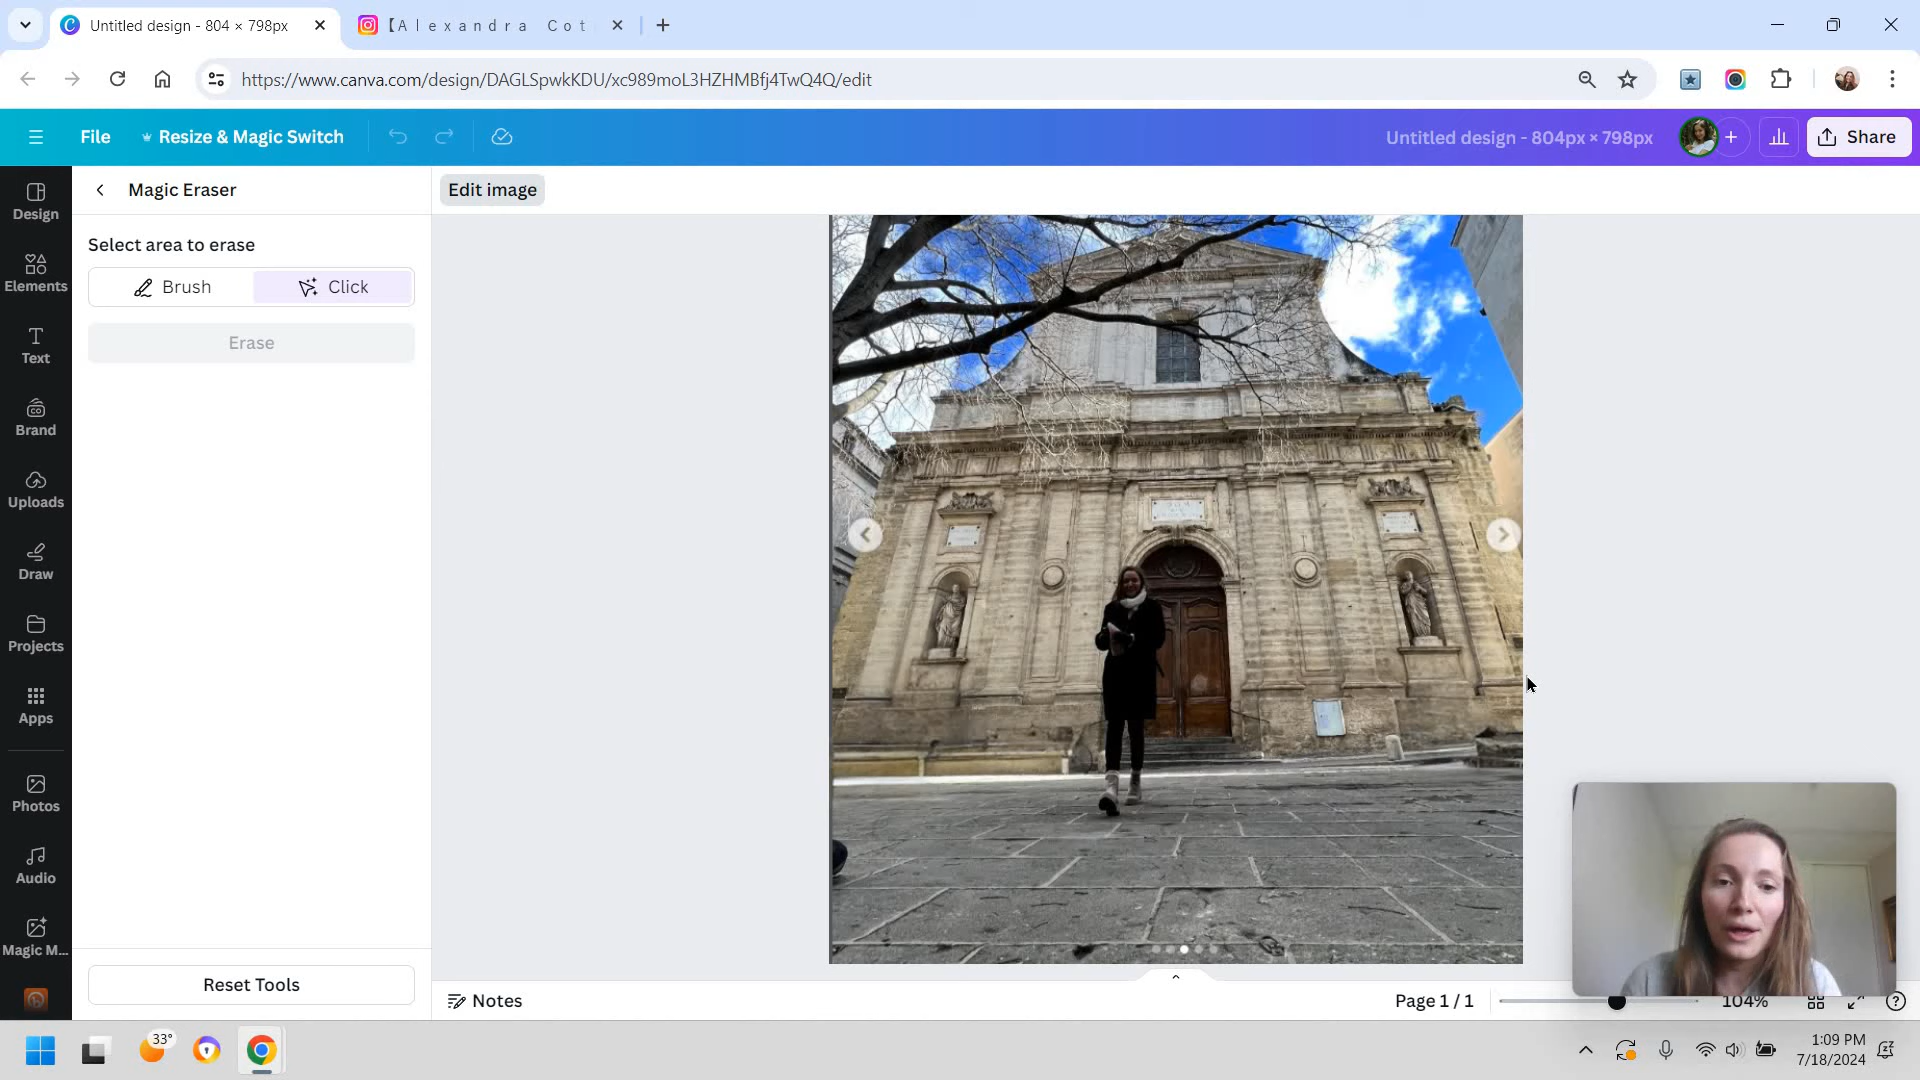 Untitled design - 804 × 798px
【Alexandra Cot
https://www.canva.com/design/DAGLSpwkKDU/xc989moL3HZHMBfj4TwQ4Q/edit
File
Resize & Magic Switch
Untitled design - 804px × 798px
Share
Magic Eraser
Edit image
Select area to erase
Brush
Click
Erase
Design
Elements
Text
Brand
Uploads
Draw
Projects
Apps
Photos
Audio
Magic M...
Reset Tools
Notes
Page 1 / 1
104%
33°
1:09 PM
7/18/2024